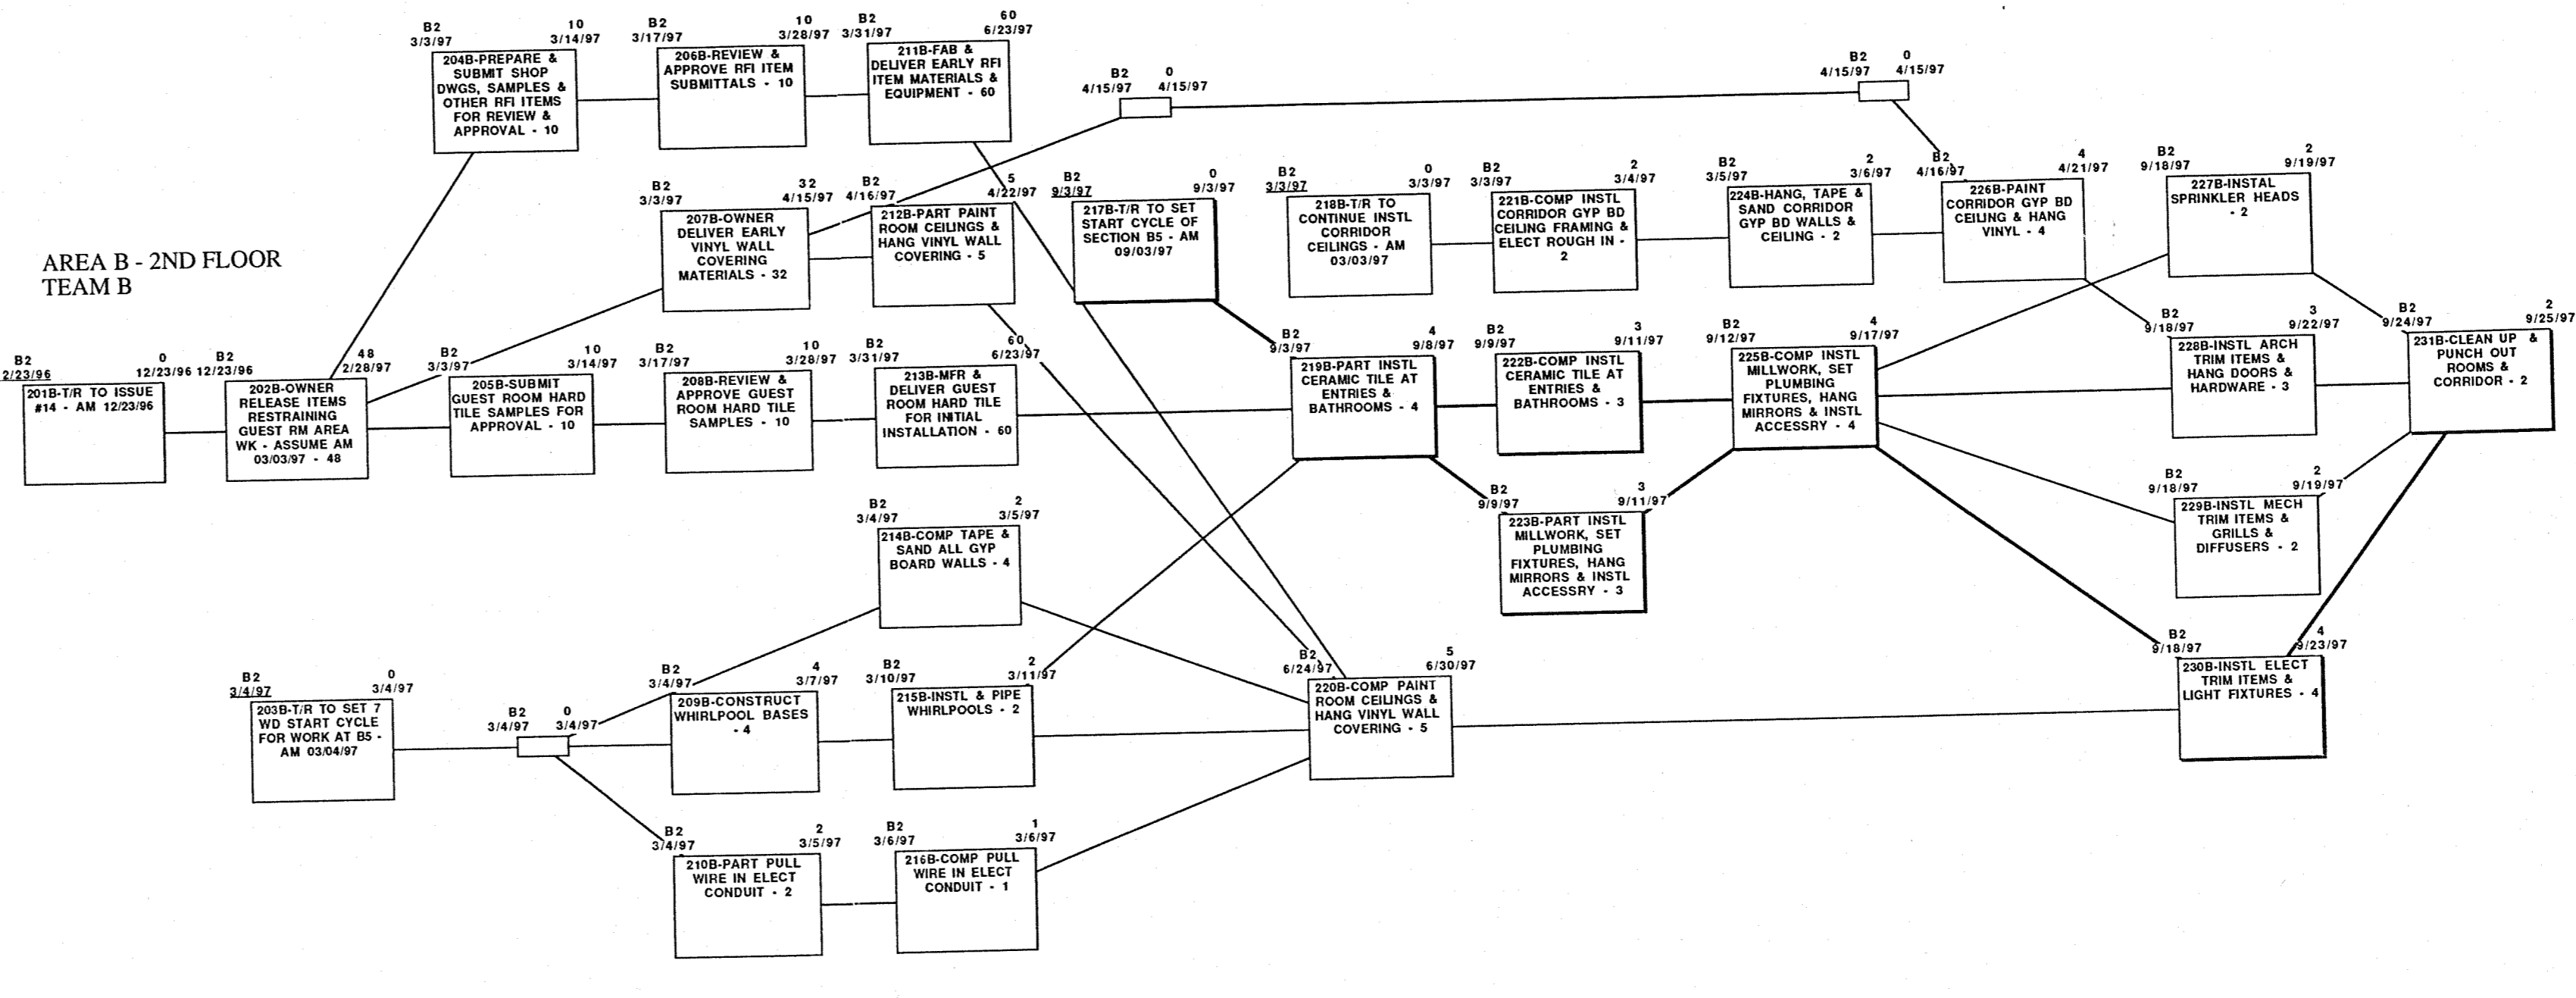 B2
3/3/97
10
3/14/97
204B-PREPARE &
SUBMIT SHOP
DWGS, SAMPLES &
OTHER RFI ITEMS
FOR REVIEW &
APPROVAL - 10
B2
3/17/97
10
3/28/97
206B-REVIEW &
APPROVE RFI ITEM
SUBMITTALS - 10
B2
3/31/97
60
6/23/97
211B-FAB &
DELIVER EARLY RFI
ITEM MATERIALS &
EQUIPMENT - 60
B2
4/15/97
0
4/15/97
B2
4/15/97
0
4/15/97
B2
3/3/97
32
4/15/97
207B-OWNER
DELIVER EARLY
VINYL WALL
COVERING
MATERIALS - 32
B2
4/16/97
5
4/22/97
212B-PART PAINT
ROOM CEILINGS &
HANG VINYL WALL
COVERING - 5
B2
9/3/97
0
9/3/97
217B-T/R TO SET
START CYCLE OF
SECTION B5 - AM
09/03/97
B2
3/3/97
0
3/3/97
218B-T/R TO
CONTINUE INSTL
CORRIDOR
CEILINGS - AM
03/03/97
B2
3/3/97
2
3/4/97
221B-COMP INSTL
CORRIDOR GYP BD
CEILING FRAMING &
ELECT ROUGH IN -
2
B2
3/5/97
2
3/6/97
224B-HANG, TAPE &
SAND CORRIDOR
GYP BD WALLS &
CEILING - 2
B2
4/16/97
4
4/21/97
226B-PAINT
CORRIDOR GYP BD
CEILING & HANG
VINYL - 4
B2
9/18/97
2
9/19/97
227B-INSTAL
SPRINKLER HEADS
- 2
AREA B - 2ND FLOOR
TEAM B
B2
2/23/96
0
12/23/96
201B-T/R TO ISSUE
#14 - AM 12/23/96
B2
12/23/96
48
2/28/97
202B-OWNER
RELEASE ITEMS
RESTRAINING
GUEST RM AREA
WK - ASSUME AM
03/03/97 - 48
B2
3/3/97
10
3/14/97
205B-SUBMIT
GUEST ROOM HARD
TILE SAMPLES FOR
APPROVAL - 10
B2
3/17/97
10
3/28/97
208B-REVIEW &
APPROVE GUEST
ROOM HARD TILE
SAMPLES - 10
B2
3/31/97
60
6/23/97
213B-MFR &
DELIVER GUEST
ROOM HARD TILE
FOR INITIAL
INSTALLATION - 60
B2
9/3/97
4
9/8/97
219B-PART INSTL
CERAMIC TILE AT
ENTRIES &
BATHROOMS - 4
B2
9/9/97
3
9/11/97
222B-COMP INSTL
CERAMIC TILE AT
ENTRIES &
BATHROOMS - 3
B2
9/12/97
4
9/17/97
225B-COMP INSTL
MILLWORK, SET
PLUMBING
FIXTURES, HANG
MIRRORS & INSTL
ACCESSRY - 4
B2
9/18/97
3
9/22/97
228B-INSTL ARCH
TRIM ITEMS &
HANG DOORS &
HARDWARE - 3
B2
9/24/97
2
9/25/97
231B-CLEAN UP &
PUNCH OUT
ROOMS &
CORRIDOR - 2
B2
3/4/97
2
3/5/97
214B-COMP TAPE &
SAND ALL GYP
BOARD WALLS - 4
B2
9/9/97
3
9/11/97
223B-PART INSTL
MILLWORK, SET
PLUMBING
FIXTURES, HANG
MIRRORS & INSTL
ACCESSRY - 3
B2
9/18/97
2
9/19/97
229B-INSTL MECH
TRIM ITEMS &
GRILLS &
DIFFUSERS - 2
B2
3/4/97
0
3/4/97
203B-T/R TO SET 7
WD START CYCLE
FOR WORK AT B5 -
AM 03/04/97
B2
3/4/97
0
3/4/97
B2
3/4/97
4
3/7/97
209B-CONSTRUCT
WHIRLPOOL BASES
- 4
B2
3/10/97
2
3/11/97
215B-INSTL & PIPE
WHIRLPOOLS - 2
B2
6/24/97
5
6/30/97
220B-COMP PAINT
ROOM CEILINGS &
HANG VINYL WALL
COVERING - 5
B2
9/18/97
4
9/23/97
230B-INSTL ELECT
TRIM ITEMS &
LIGHT FIXTURES - 4
B2
3/4/97
2
3/5/97
210B-PART PULL
WIRE IN ELECT
CONDUIT - 2
B2
3/6/97
1
3/6/97
216B-COMP PULL
WIRE IN ELECT
CONDUIT - 1